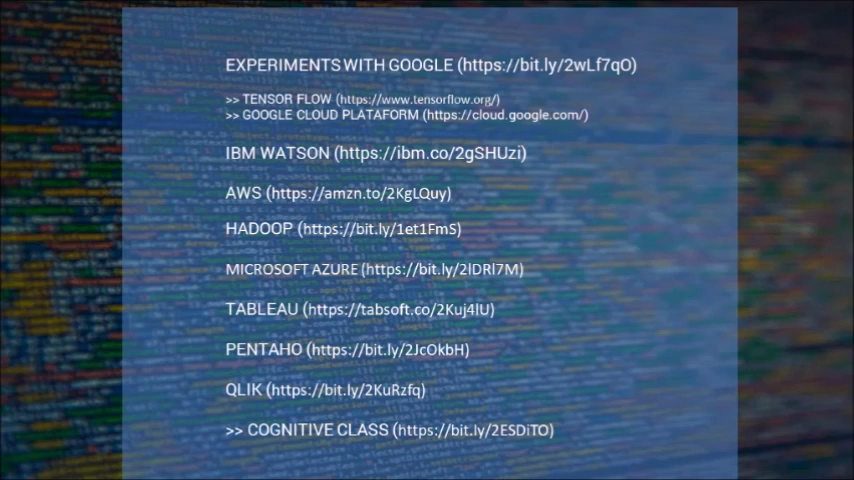 EXPERIMENTS WITH GOOGLE (https://bit.ly/2wLf7qO)
>> TENSOR FLOW (https://www.tensorflow.org/)
>> GOOGLE CLOUD PLATAFORM (https://cloud.google.com/)
IBM WATSON (https://ibm.co/2gSHUzi)
AWS (https://amzn.to/2KgLQuy)
HADOOP (https://bit.ly/1et1FmS)
MICROSOFT AZURE (https://bit.ly/2lDRl7M)
TABLEAU (https://tabsoft.co/2Kuj4lU)
PENTAHO (https://bit.ly/2JcOkbH)
QLIK (https://bit.ly/2KuRzfq)
>> COGNITIVE CLASS (https://bit.ly/2ESDiTO)